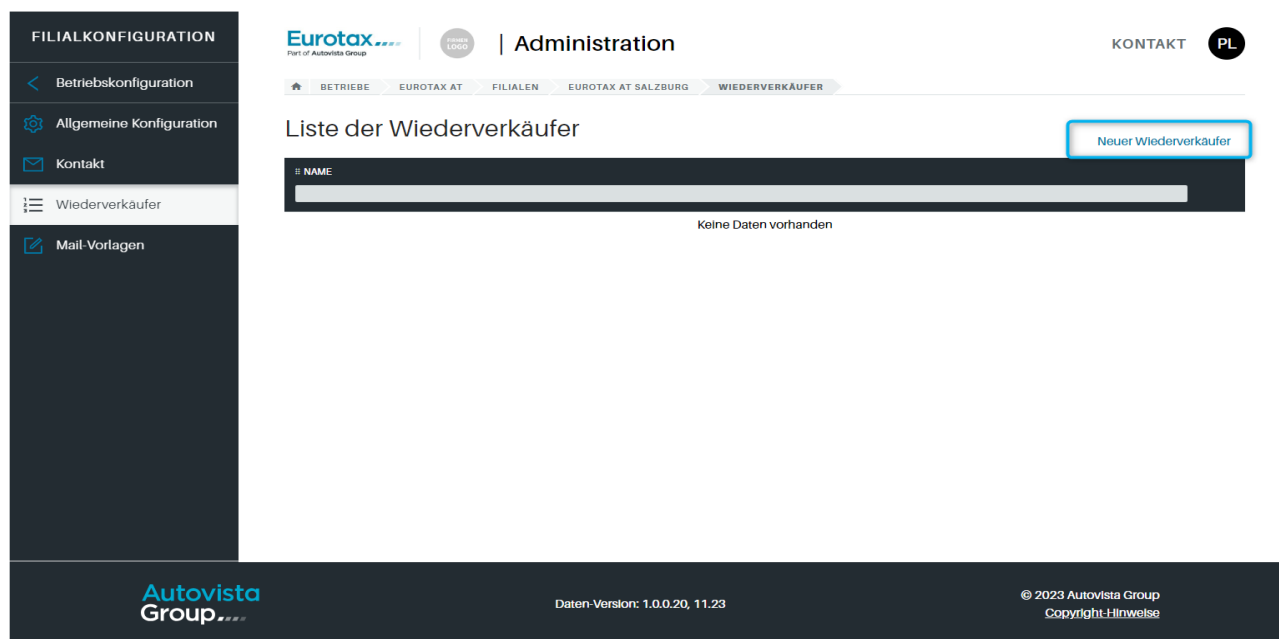 FILIALKONFIGURATION
Betriebskonfiguration
Allgemeine Konfiguration
Kontakt
Wiederverkäufer
Mail-Vorlagen
Eurotax
Part of Autovista Group
FIRMEN
LOGO
| Administration
KONTAKT
PL
BETRIEBE
EUROTAX AT
FILIALEN
EUROTAX AT SALZBURG
WIEDERVERKÄUFER
Liste der Wiederverkäufer
Neuer Wiederverkäufer
NAME
Keine Daten vorhanden
Autovista
Group
Daten-Version: 1.0.0.20, 11.23
© 2023 Autovista Group
Copyright-Hinweise